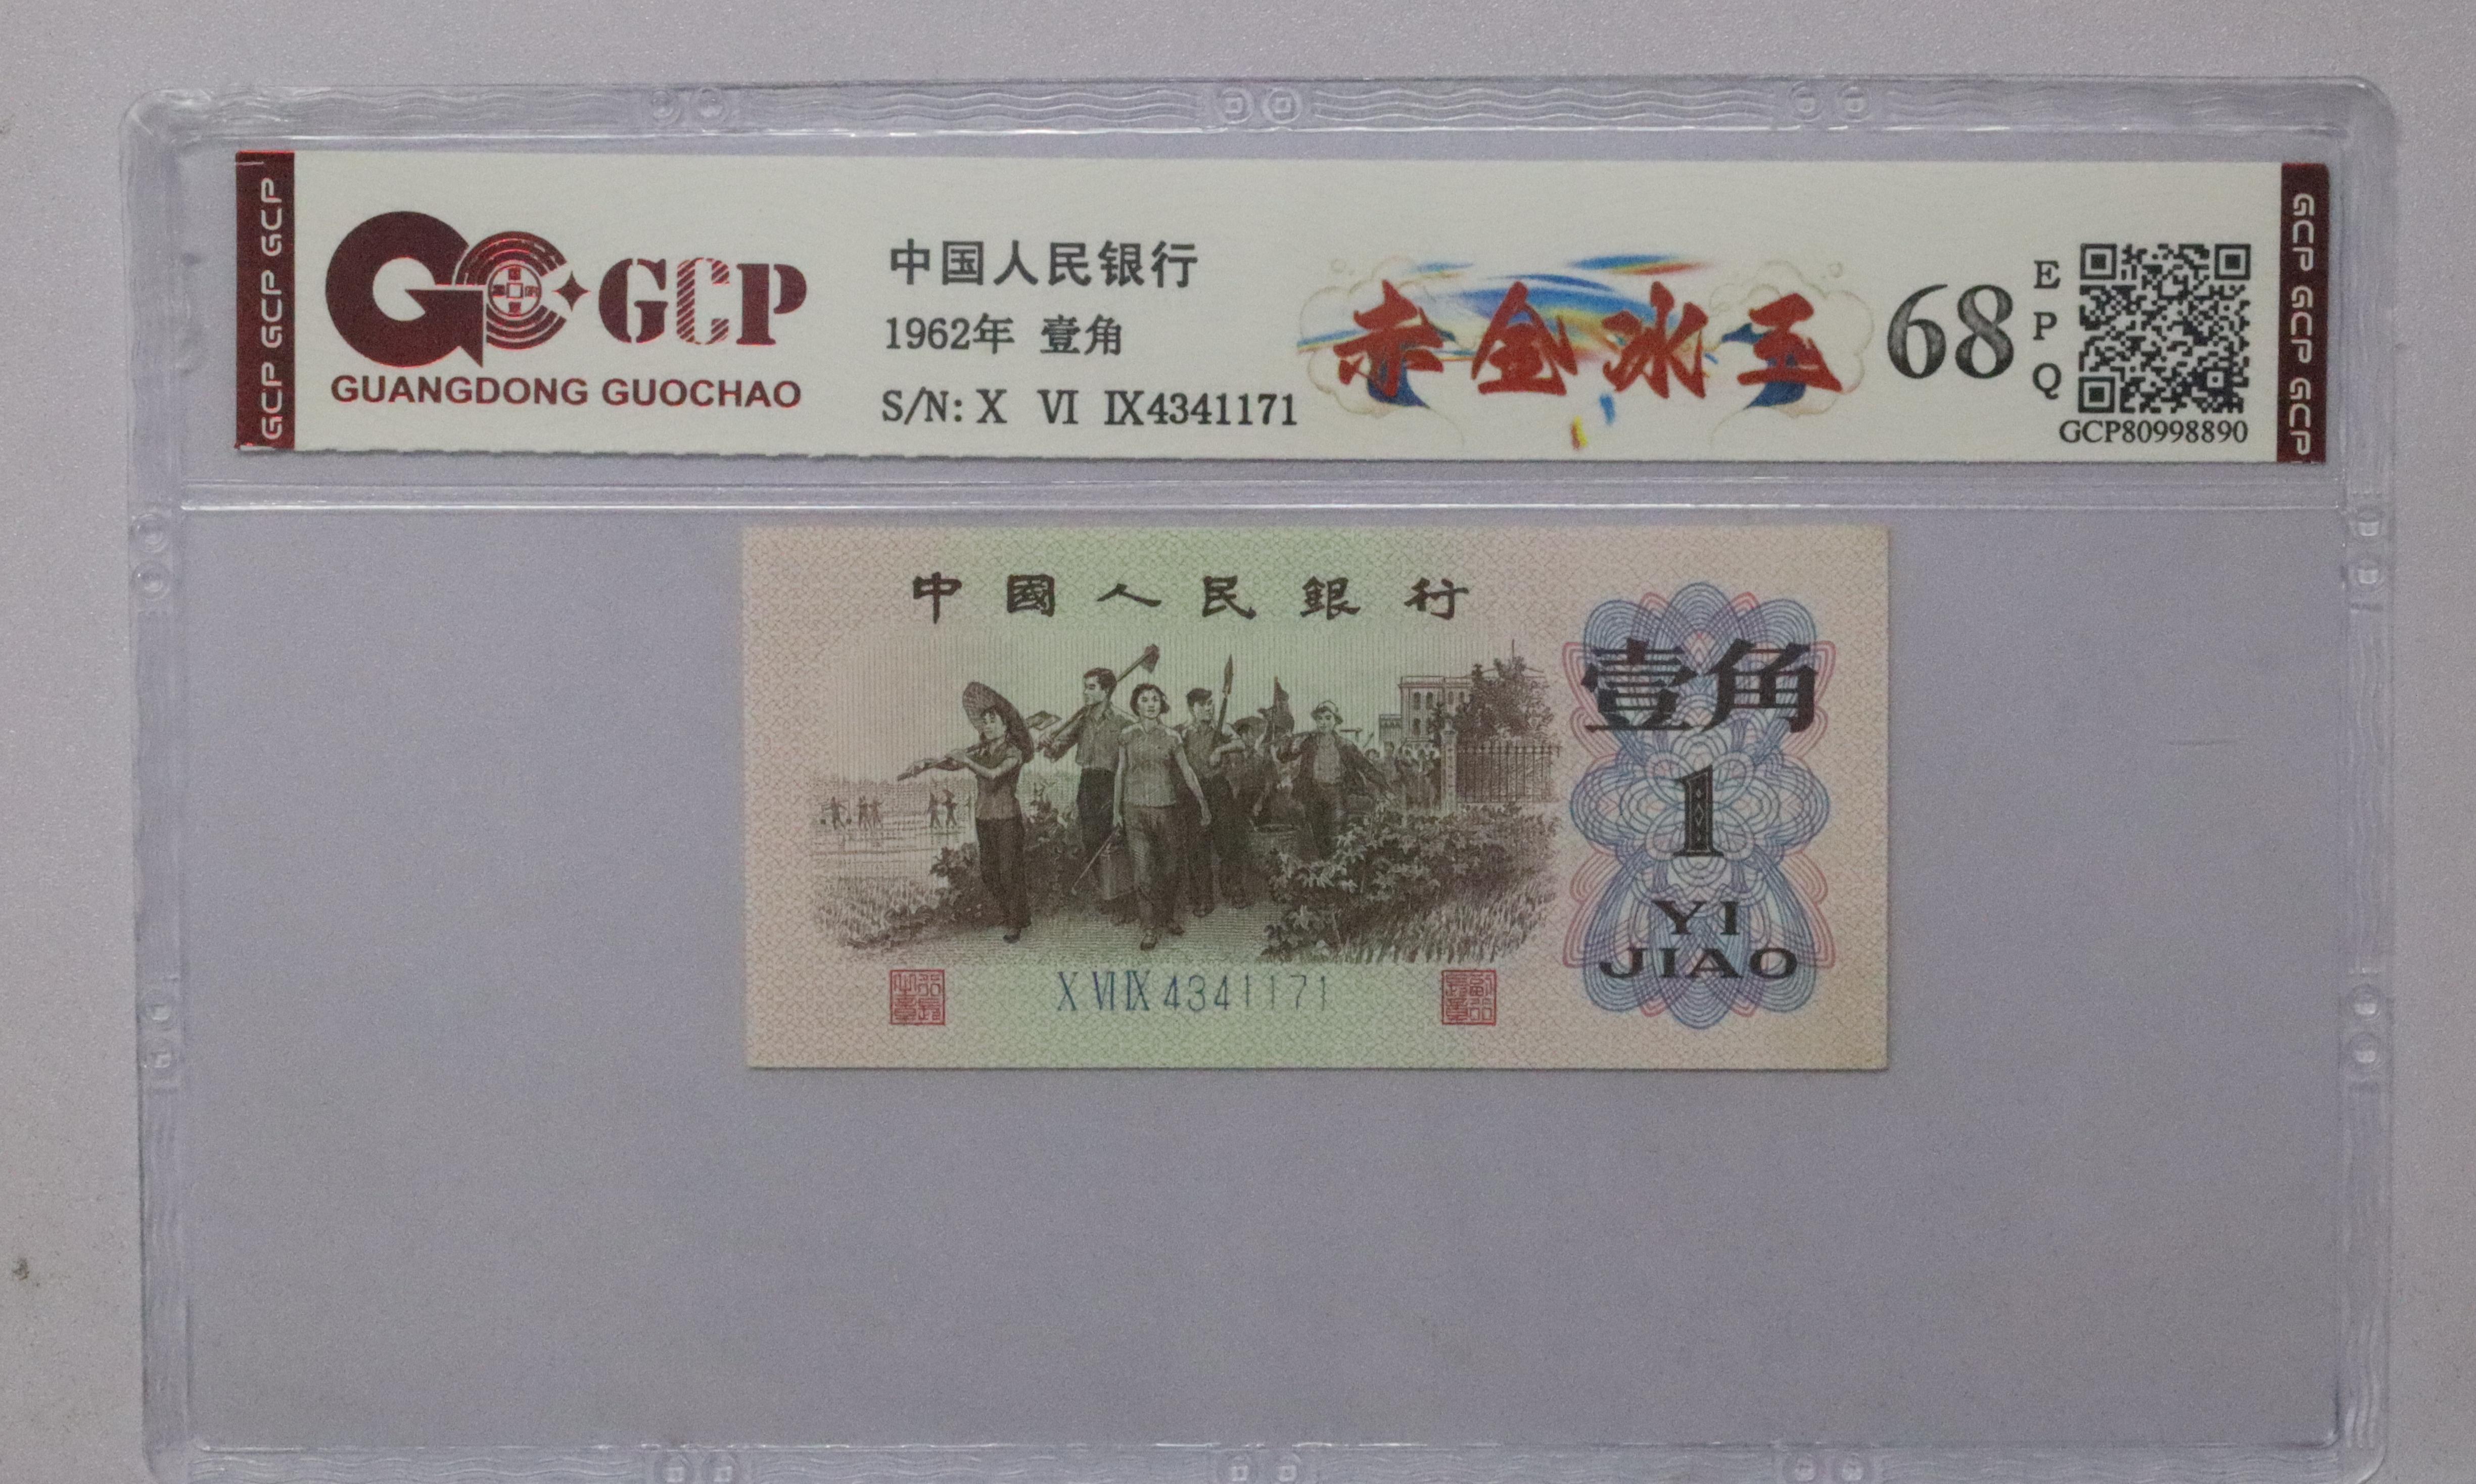 GCP GCP GCP
GCP
GUANGDONG GUOCHAO
中国人民银行
1962年 壹角
S/N: X VI IX4341171
赤金冰玉
68
E
P
Q
GCP80998890
GCP GCP GCP
中國人民銀行
壹角
1
YI
JIAO
X VI IX 4341171